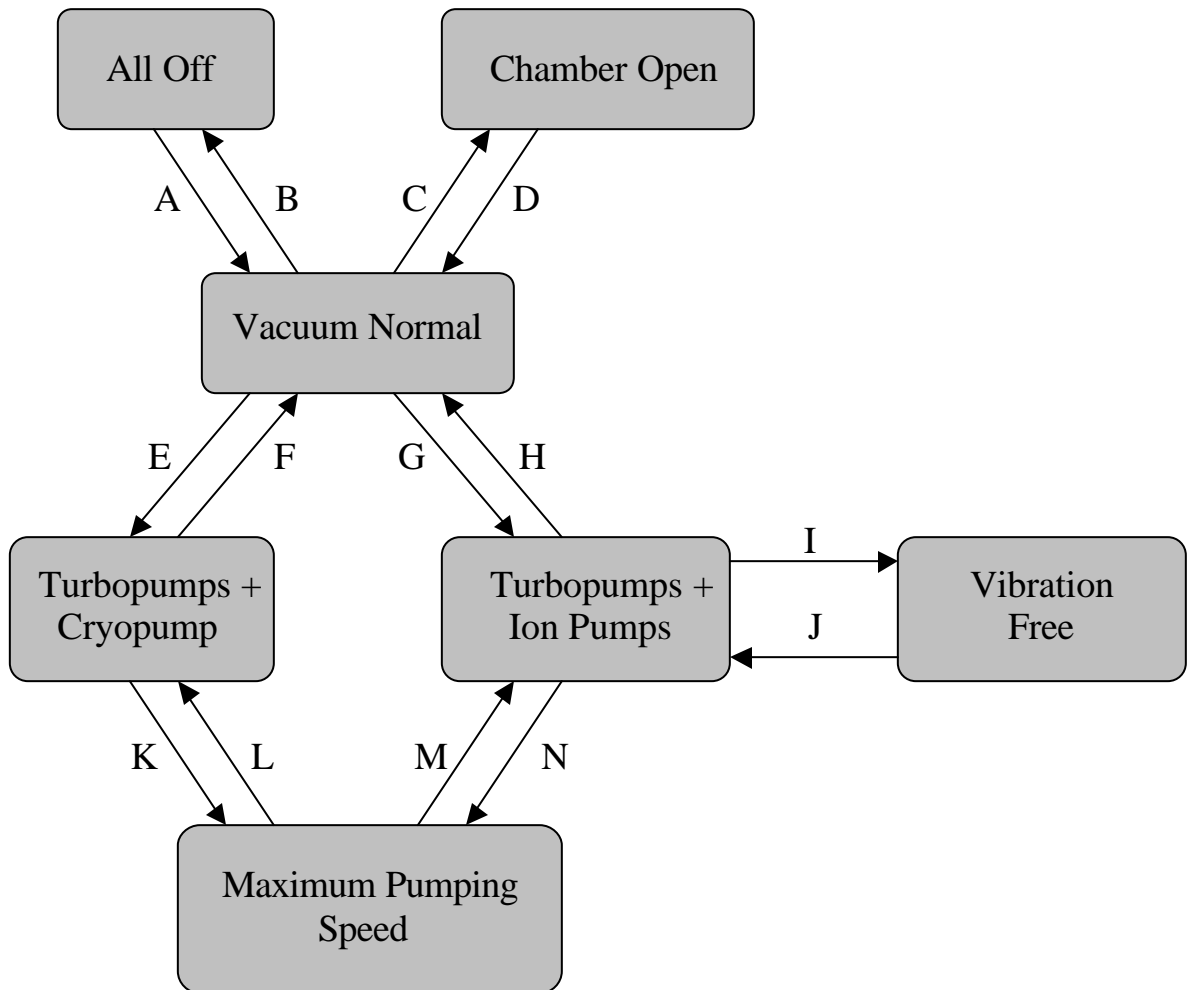 All Off
Chamber Open
A
B
C
D
Vacuum Normal
E
F
G
H
Turbopumps +
Cryopump
Turbopumps +
Ion Pumps
I
J
Vibration
Free
K
L
M
N
Maximum Pumping
Speed